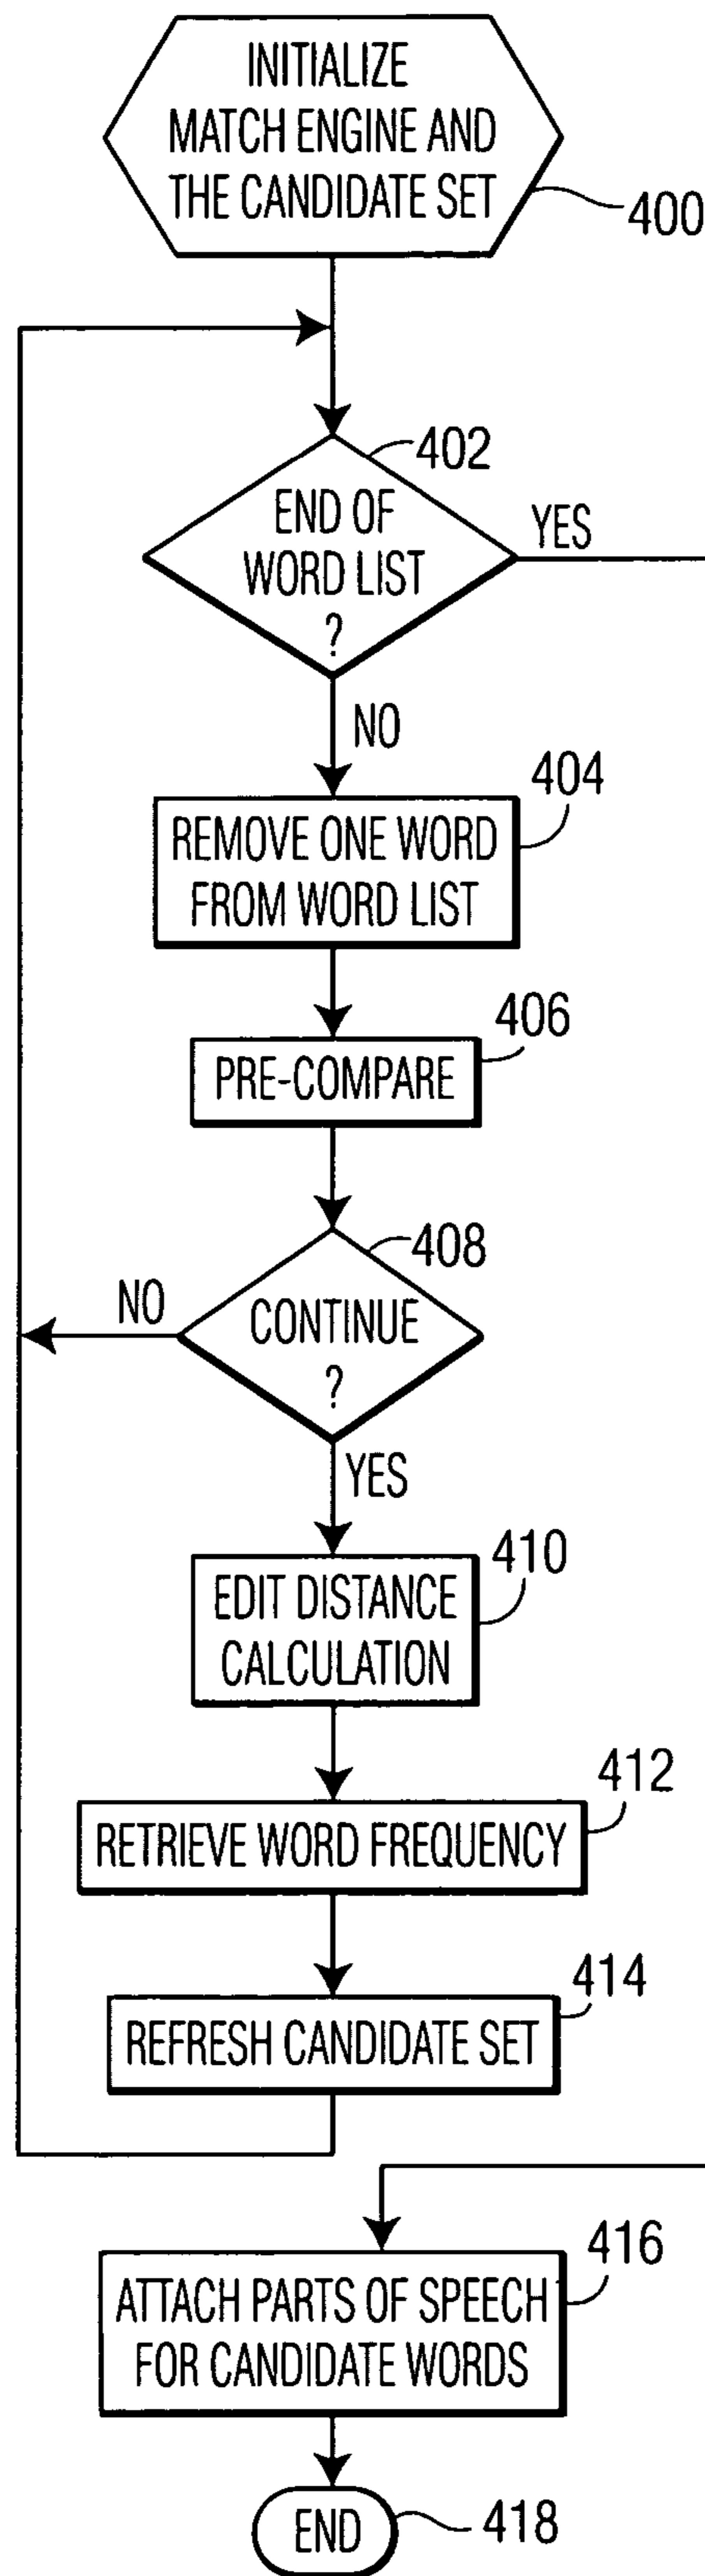 INITIALIZE
MATCH ENGINE AND
THE CANDIDATE SET
400
402
END OF
WORD LIST
?
YES
NO
404
REMOVE ONE WORD
FROM WORD LIST
406
PRE-COMPARE
408
NO
CONTINUE
?
YES
410
EDIT DISTANCE
CALCULATION
412
RETRIEVE WORD FREQUENCY
414
REFRESH CANDIDATE SET
416
ATTACH PARTS OF SPEECH
FOR CANDIDATE WORDS
END
418